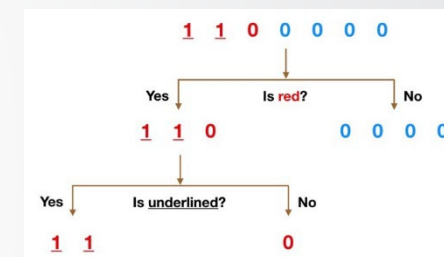 1 1 0 0 0 0 0
Yes Is red? No
1 1 0 0 0 0 0
Yes Is underlined? No
1 1 0